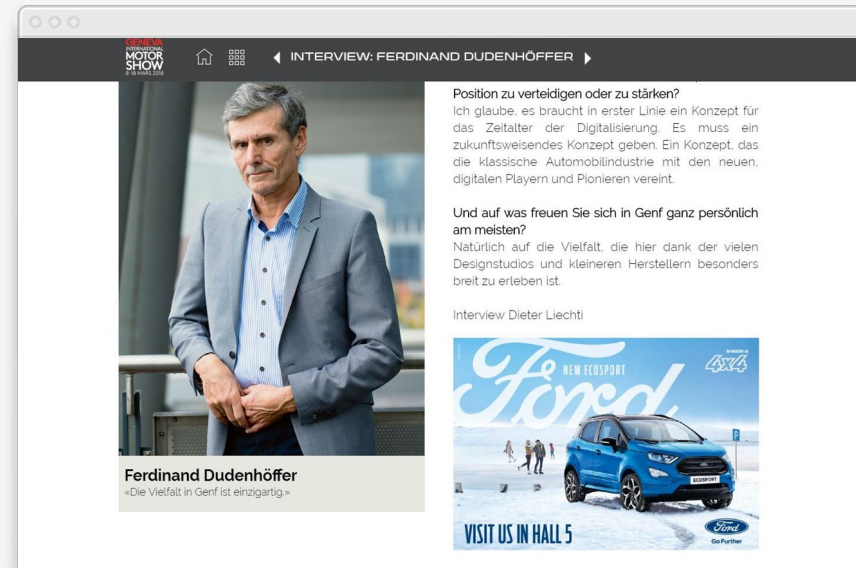 GENEVA
INTERNATIONAL
MOTOR
SHOW
8-18 MARS 2018
INTERVIEW: FERDINAND DUDENHÖFFER
Position zu verteidigen oder zu stärken?
Ich glaube, es braucht in erster Linie ein Konzept für
das Zeitalter der Digitalisierung. Es muss ein
zukunftsweisendes Konzept geben. Ein Konzept, das
die klassische Automobilindustrie mit den neuen,
digitalen Playern und Pionieren vereint.
Und auf was freuen Sie sich in Genf ganz persönlich
am meisten?
Natürlich auf die Vielfalt, die hier dank der vielen
Designstudios und kleineren Herstellern besonders
breit zu erleben ist.
Interview Dieter Liechti
Ferdinand Dudenhöffer
«Die Vielfalt in Genf ist einzigartig.»
NEW ECOSPORT
Ford
4x4
ECOSPORT
P
VISIT US IN HALL 5
Ford
Go Further